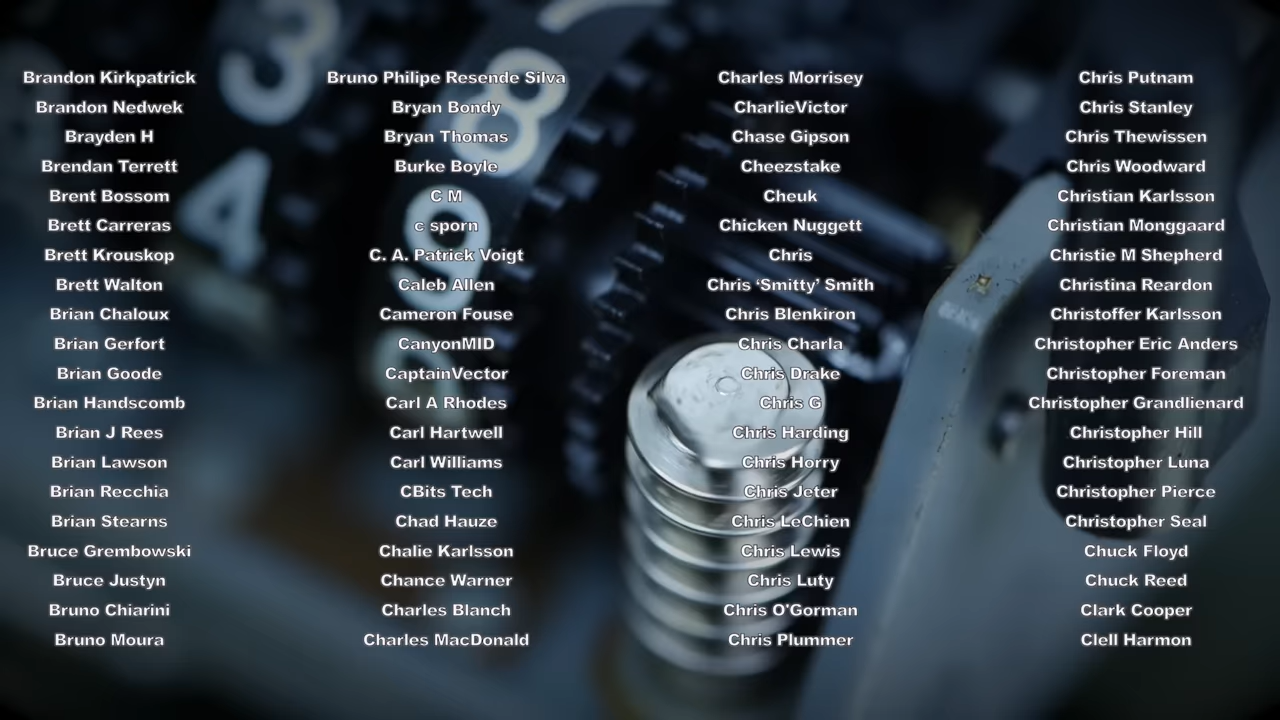 Brandon Kirkpatrick
Brandon Nedwek
Brayden H
Brendan Terrett
Brent Bossom
Brett Carreras
Brett Krouskop
Brett Walton
Brian Chaloux
Brian Gerfort
Brian Goode
Brian Handscomb
Brian J Rees
Brian Lawson
Brian Recchia
Brian Stearns
Bruce Grembowski
Bruce Justyn
Bruno Chiarini
Bruno Moura
Bruno Philipe Resende Silva
Bryan Bondy
Bryan Thomas
Burke Boyle
C M
c sporn
C. A. Patrick Voigt
Caleb Allen
Cameron Fouse
CanyonMID
CaptainVector
Carl A Rhodes
Carl Hartwell
Carl Williams
CBits Tech
Chad Hauze
Chalie Karlsson
Chance Warner
Charles Blanch
Charles MacDonald
Charles Morrisey
CharlieVictor
Chase Gipson
Cheezstake
Cheuk
Chicken Nuggett
Chris
Chris ‘Smitty’ Smith
Chris Blenkiron
Chris Charla
Chris Drake
Chris G
Chris Harding
Chris Horry
Chris Jeter
Chris LeChien
Chris Lewis
Chris Luty
Chris O'Gorman
Chris Plummer
Chris Putnam
Chris Stanley
Chris Thewissen
Chris Woodward
Christian Karlsson
Christian Monggaard
Christie M Shepherd
Christina Reardon
Christoffer Karlsson
Christopher Eric Anders
Christopher Foreman
Christopher Grandlienard
Christopher Hill
Christopher Luna
Christopher Pierce
Christopher Seal
Chuck Floyd
Chuck Reed
Clark Cooper
Clell Harmon
3
4
8
9